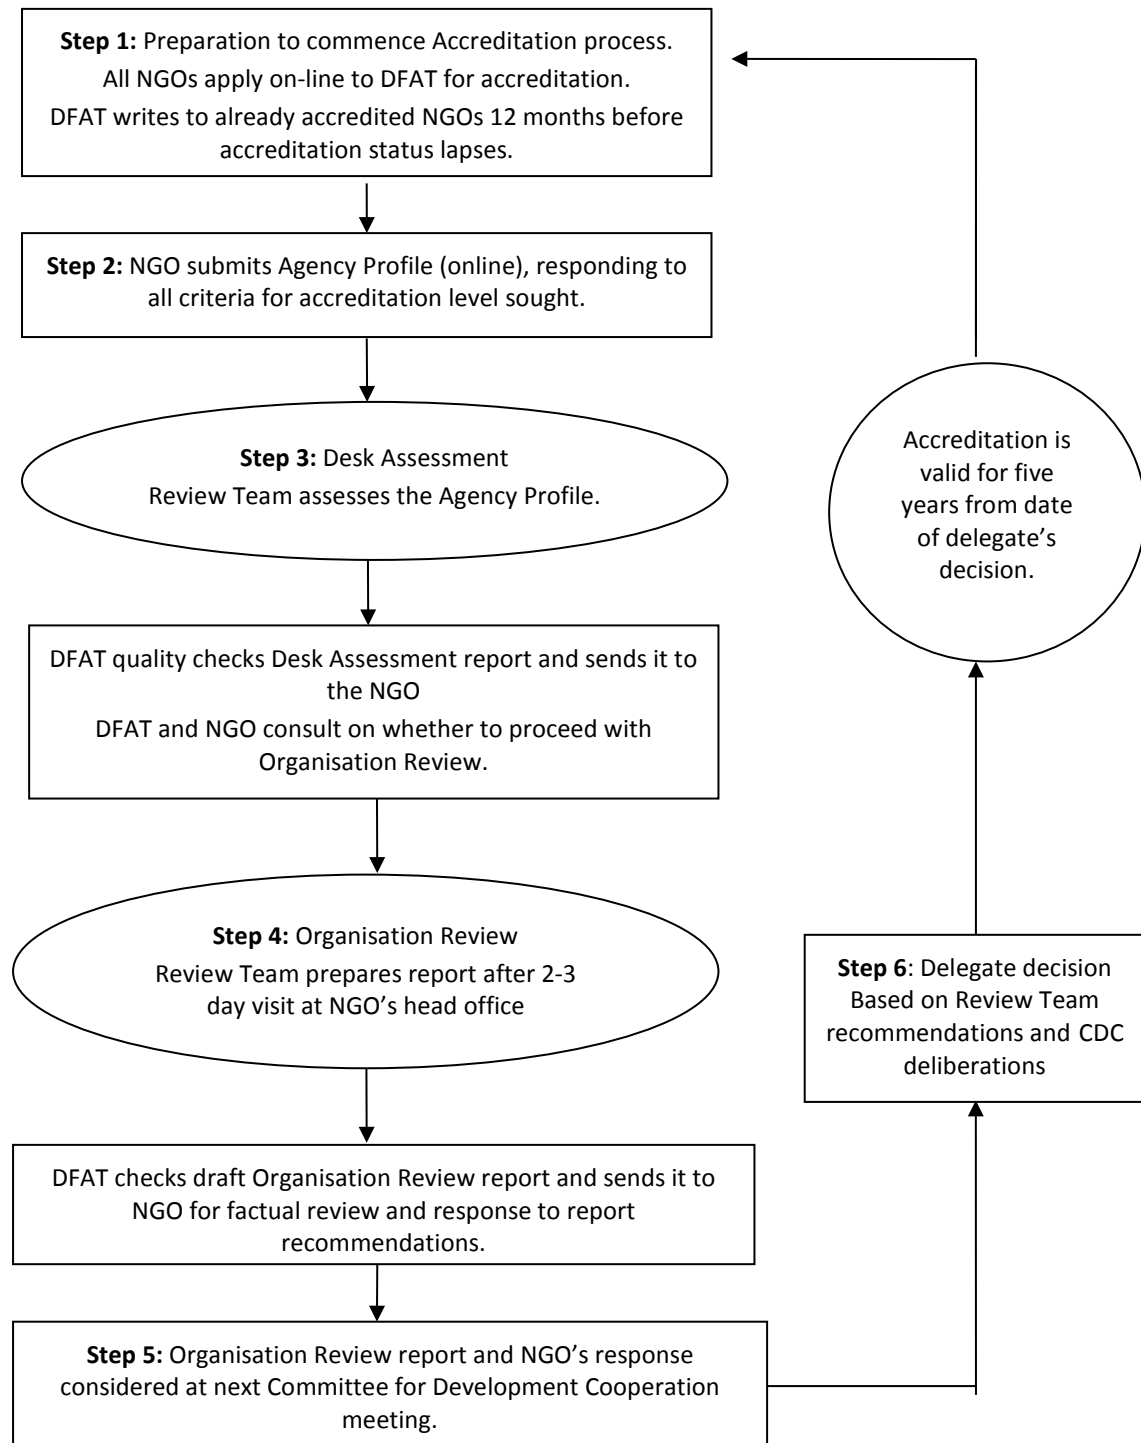 Step 1: Preparation to commence Accreditation process.
All NGOs apply on-line to DFAT for accreditation.
DFAT writes to already accredited NGOs 12 months before
accreditation status lapses.
Step 2: NGO submits Agency Profile (online), responding to
all criteria for accreditation level sought.
Step 3: Desk Assessment
Review Team assesses the Agency Profile.
DFAT quality checks Desk Assessment report and sends it to
the NGO
DFAT and NGO consult on whether to proceed with
Organisation Review.
Step 4: Organisation Review
Review Team prepares report after 2-3
day visit at NGO’s head office
DFAT checks draft Organisation Review report and sends it to
NGO for factual review and response to report
recommendations.
Step 5: Organisation Review report and NGO’s response
considered at next Committee for Development Cooperation
meeting.
Step 6: Delegate decision
Based on Review Team
recommendations and CDC
deliberations
Accreditation is
valid for five
years from date
of delegate’s
decision.